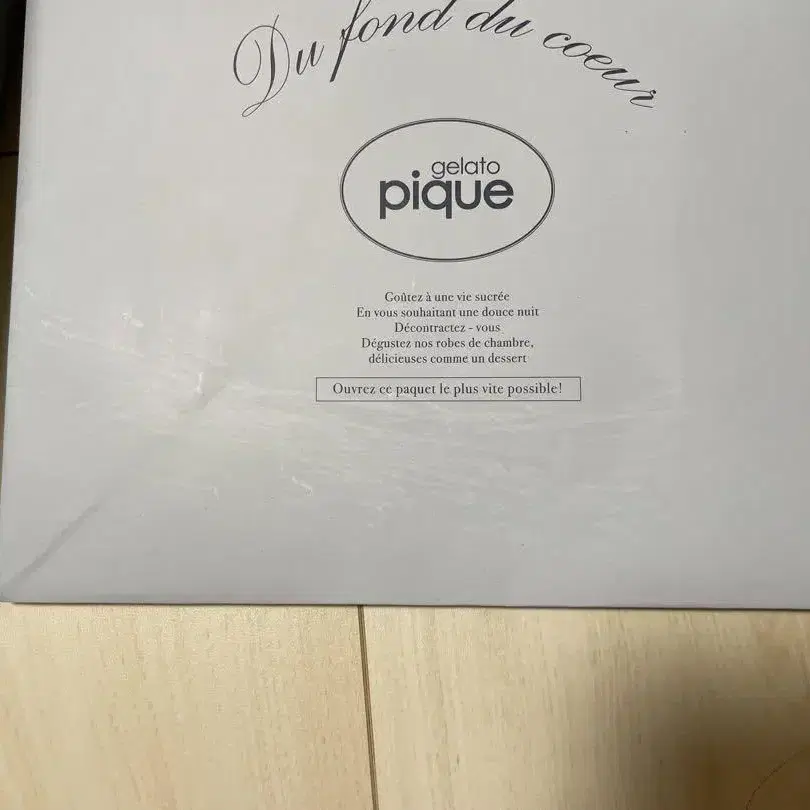 Du fond du coeur
gelato
pique
Goûtez à une vie sucrée
En vous souhaitant une douce nuit
Décontractez - vous
Dégustez nos robes de chambre,
délicieuses comme un dessert
Ouvrez ce paquet le plus vite possible!